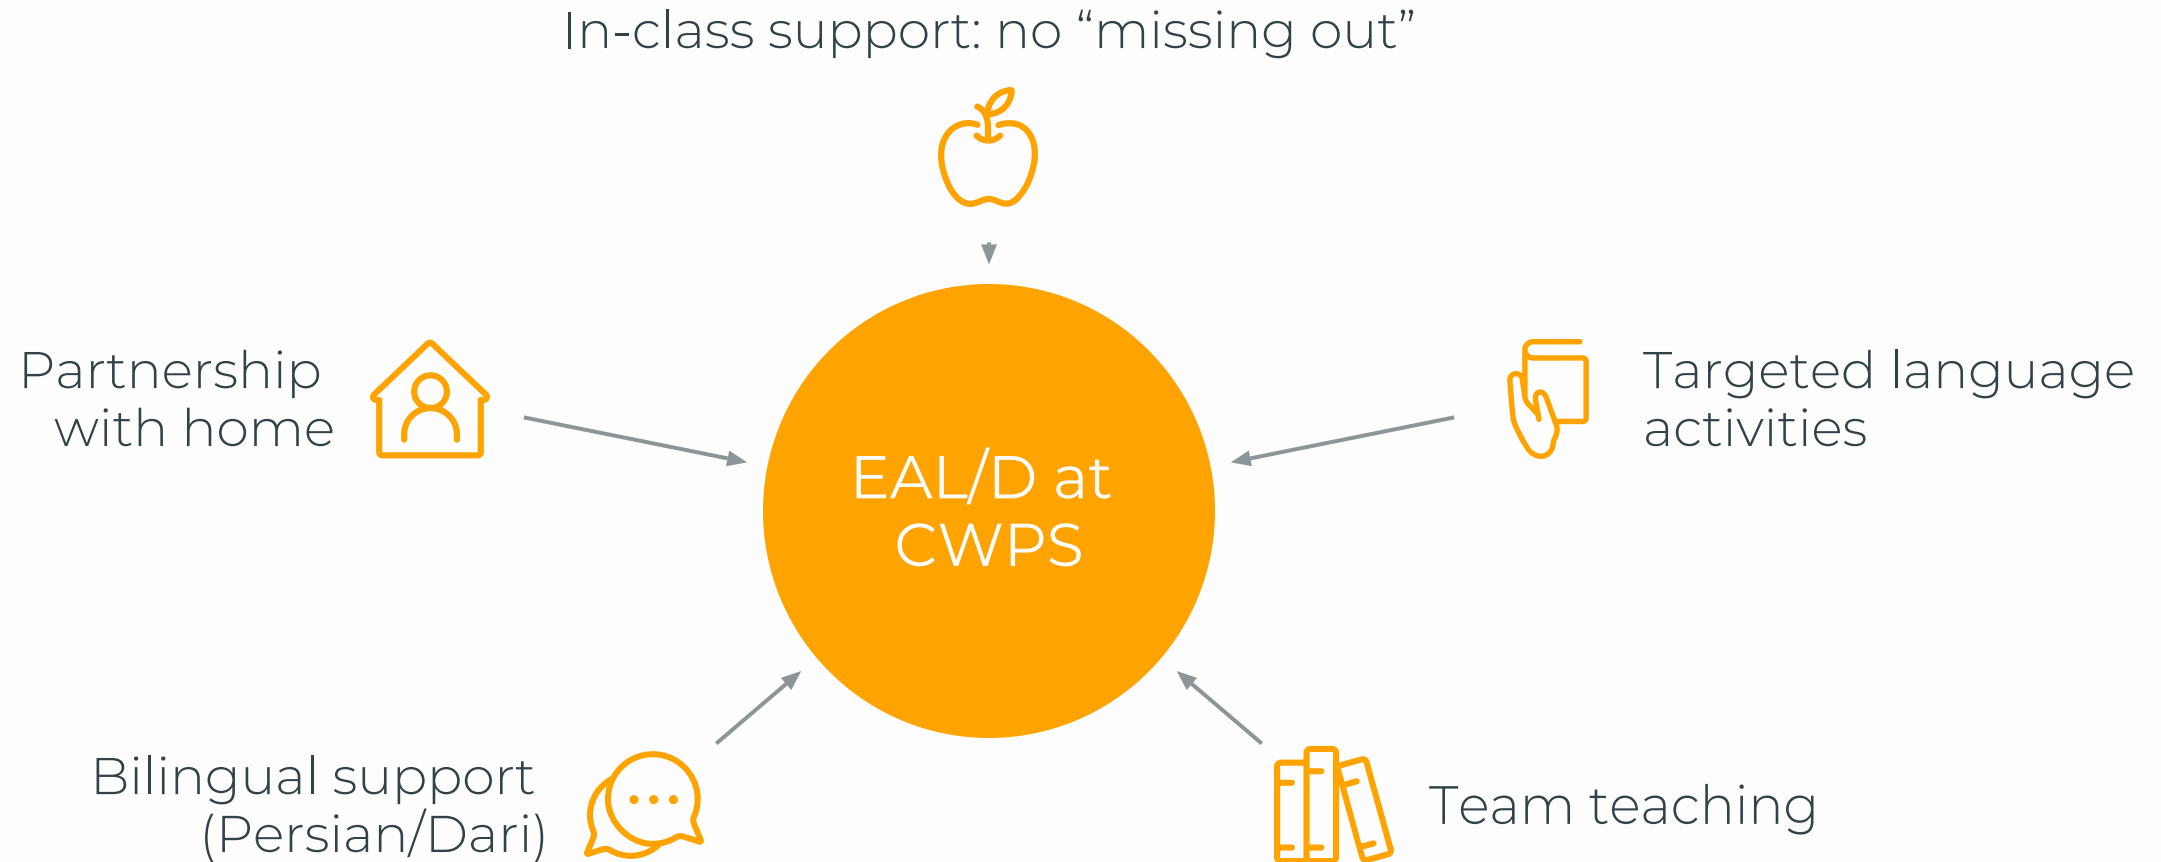 In-class support: no “missing out”
Partnership
with home
Targeted language
activities
EAL/D at
CWPS
Bilingual support
(Persian/Dari)
Team teaching